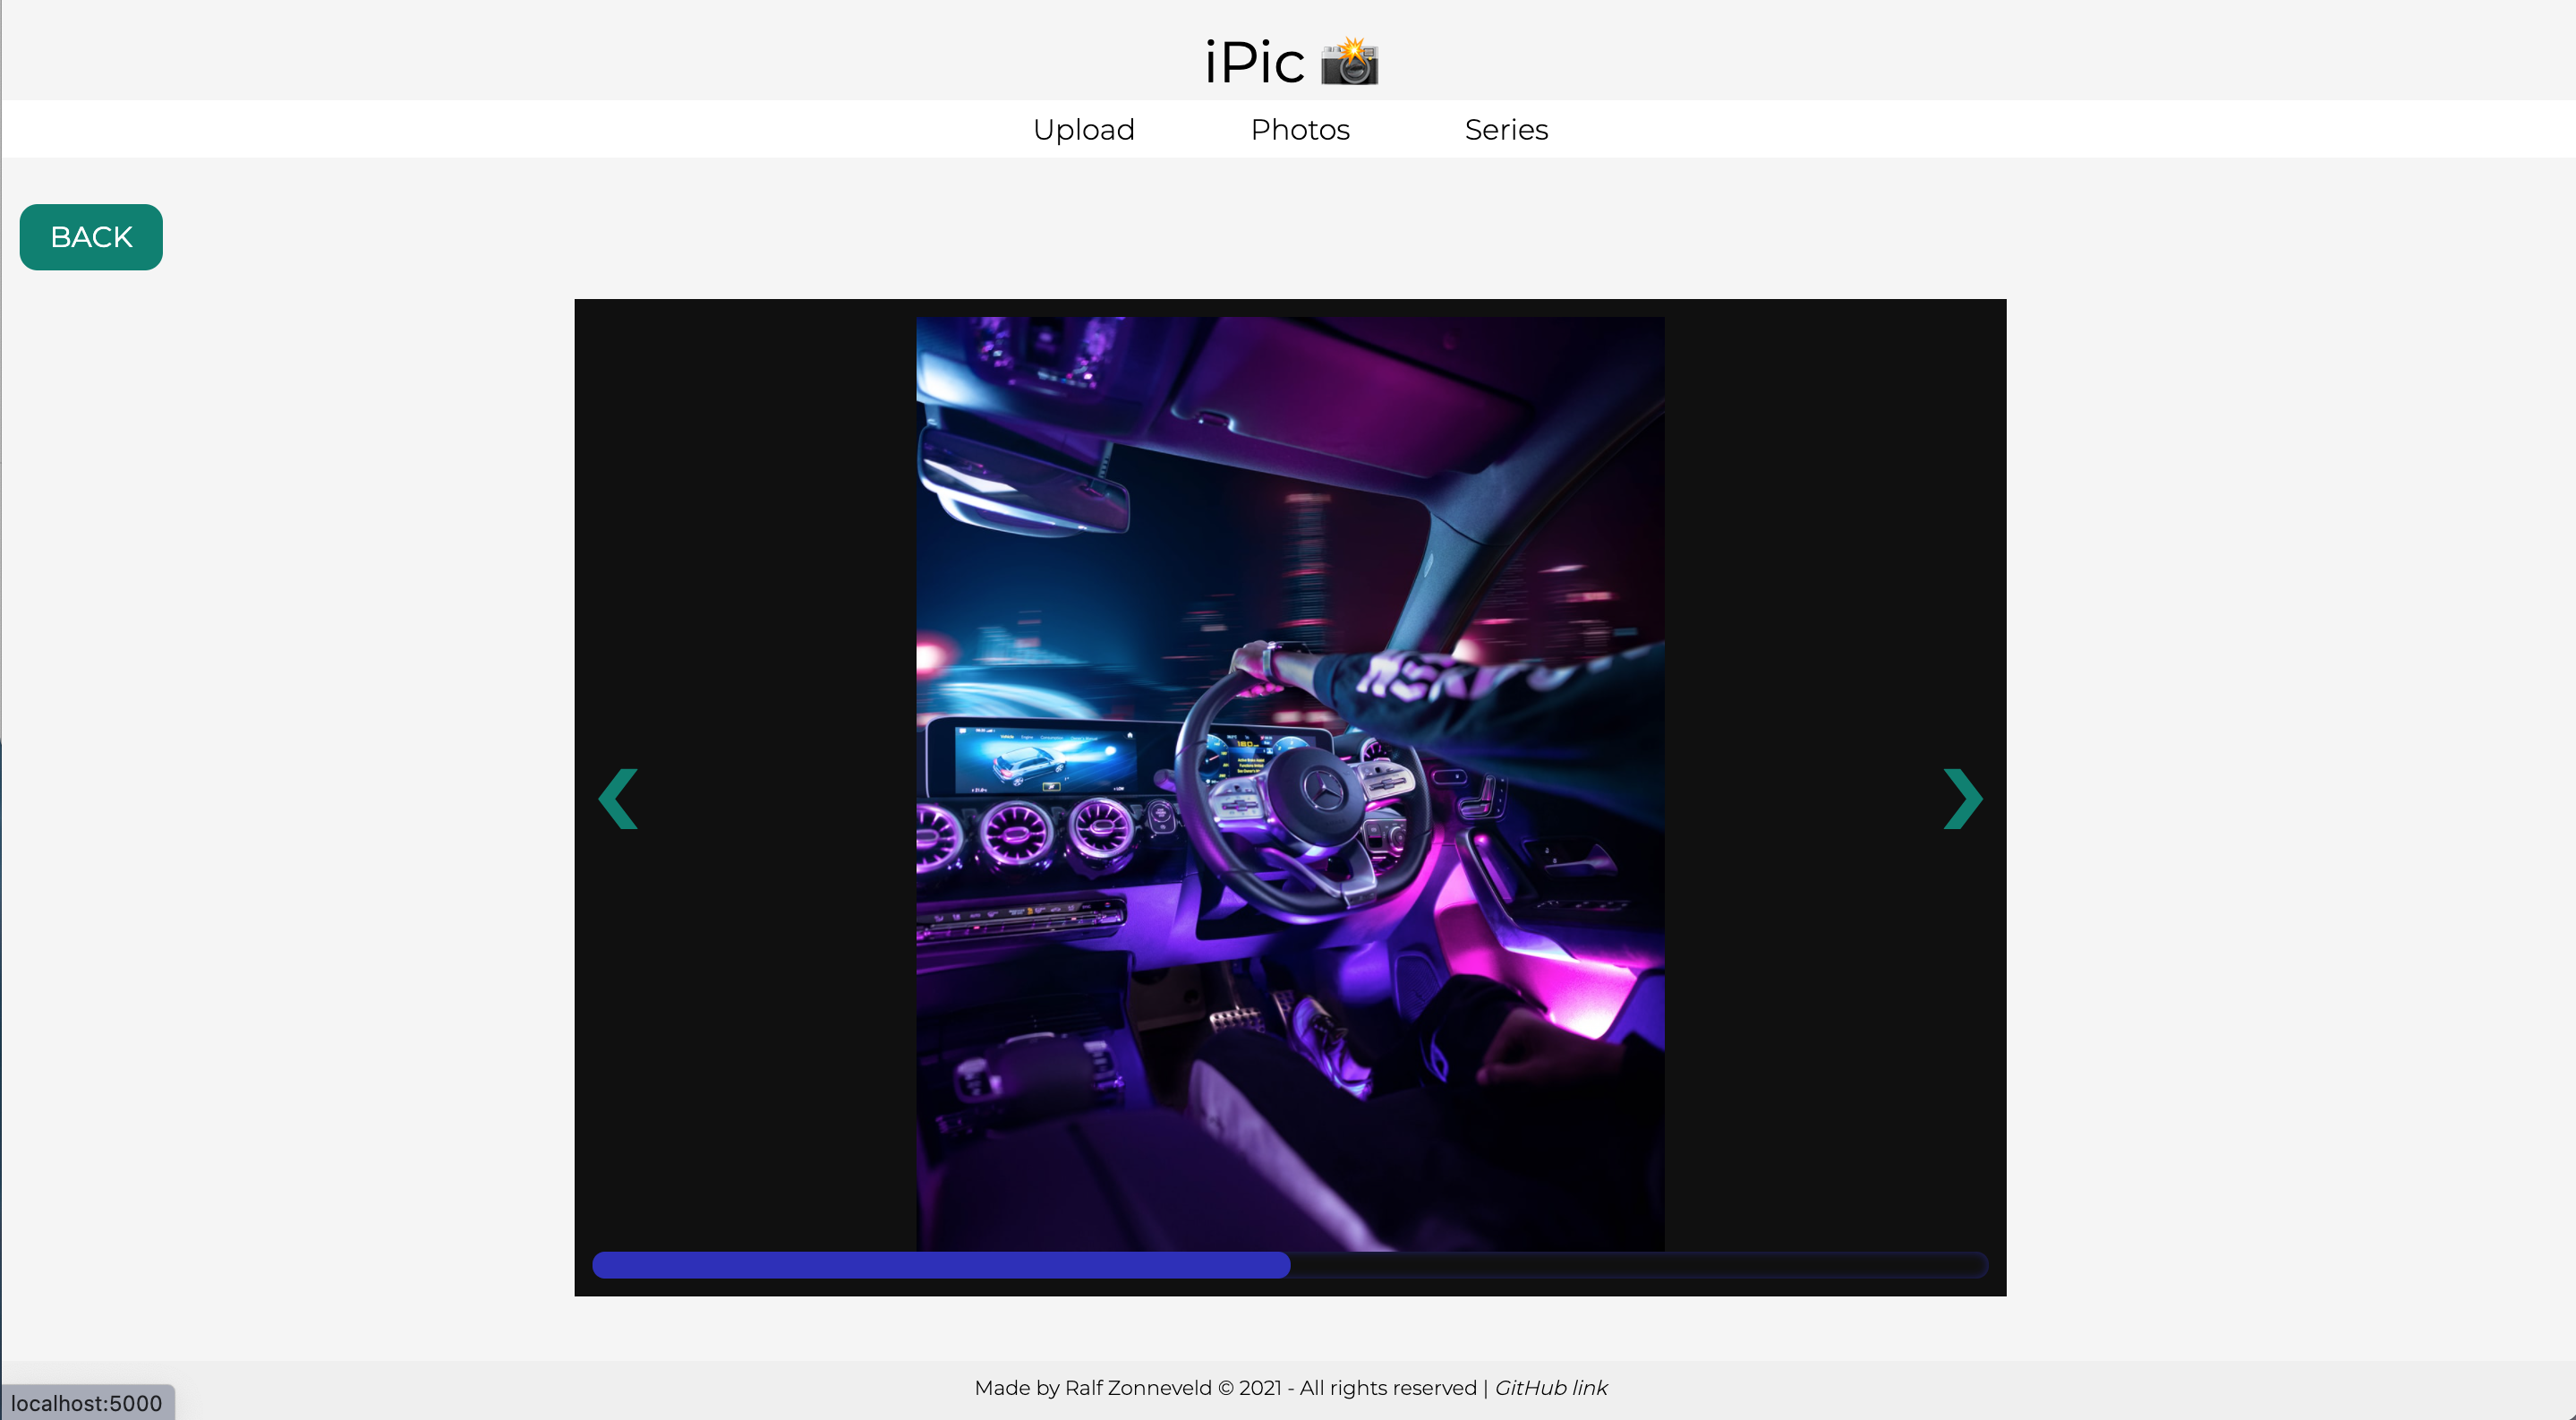 iPic
Upload Photos Series
BACK
Made by Ralf Zonneveld © 2021 - All rights reserved | GitHub link
localhost:5000